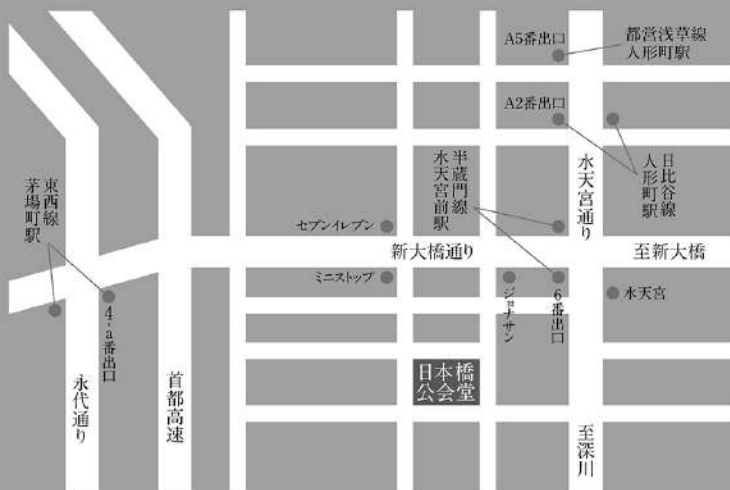 A5番出口
都営浅草線
人形町駅
A2番出口
日比谷線
人形町駅
水天宮通り
半蔵門線
水天宮前駅
東西線
茅場町駅
セブンイレブン
新大橋通り
至新大橋
ミニストップ
ジョナサン
6番出口
水天宮
4-a番出口
日本橋
公会堂
永代通り
首都高速
至深川